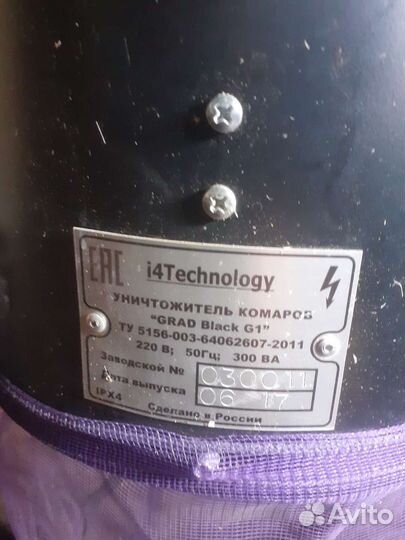 EAC i4Technology
УНИЧТОЖИТЕЛЬ КОМАРОВ
"GRAD Black G1"
ТУ 5156-003-64062607-2011
220 В; 50Гц; 300 ВА
Заводской № 030011
Дата выпуска 06 17
IPX4 Сделано в России
Avito